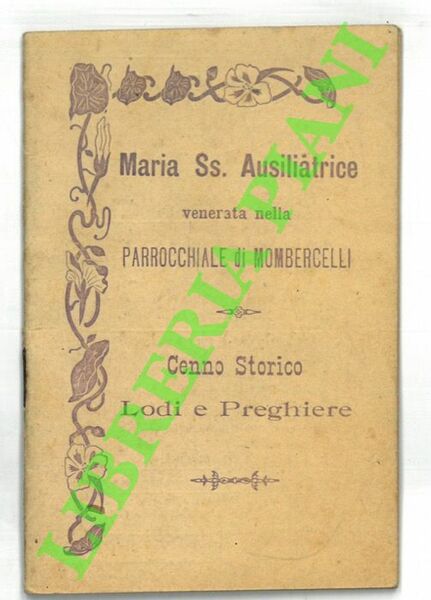 Maria Ss. Ausiliatrice
venerata nella
PARROCCHIALE di MOMBERCELLI
Cenno Storico
Lodi e Preghiere
LIBRERIA PIANI